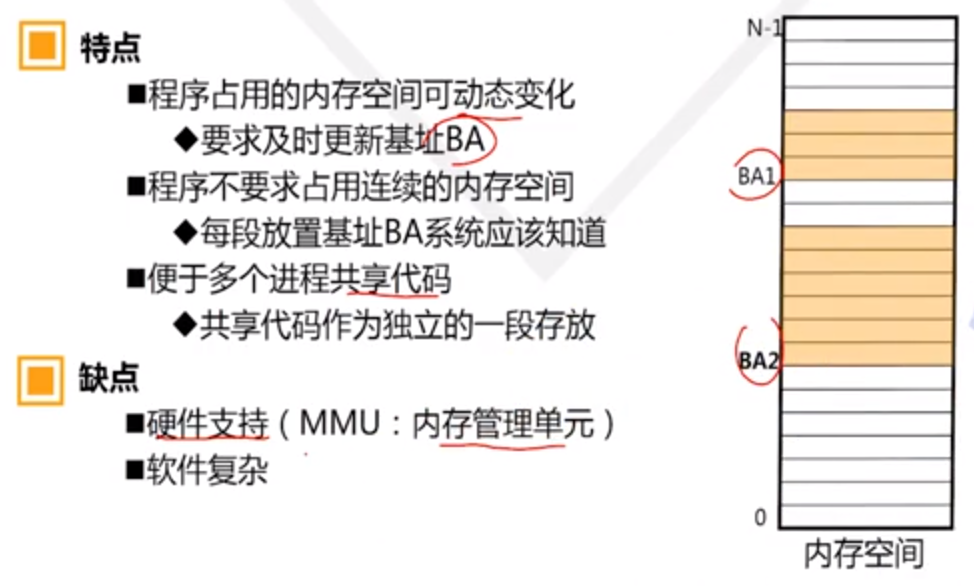 特点
■程序占用的内存空间可动态变化
◆要求及时更新基址BA
■程序不要求占用连续的内存空间
◆每段放置基址BA系统应该知道
■便于多个进程共享代码
◆共享代码作为独立的一段存放
缺点
■硬件支持（MMU：内存管理单元）
■软件复杂
N-1
BA1
BA2
0
内存空间